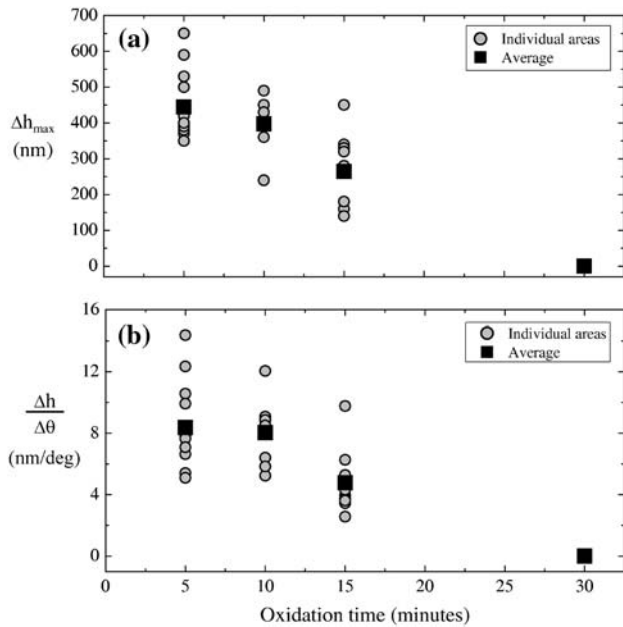 700
(a)
Individual areas
600
Average
500
Δh_max
400
(nm)
300
200
100
0
16
(b)
Individual areas
Average
12
Δh
Δθ
8
(nm/deg)
4
0
0
5
10
15
20
25
30
Oxidation time (minutes)